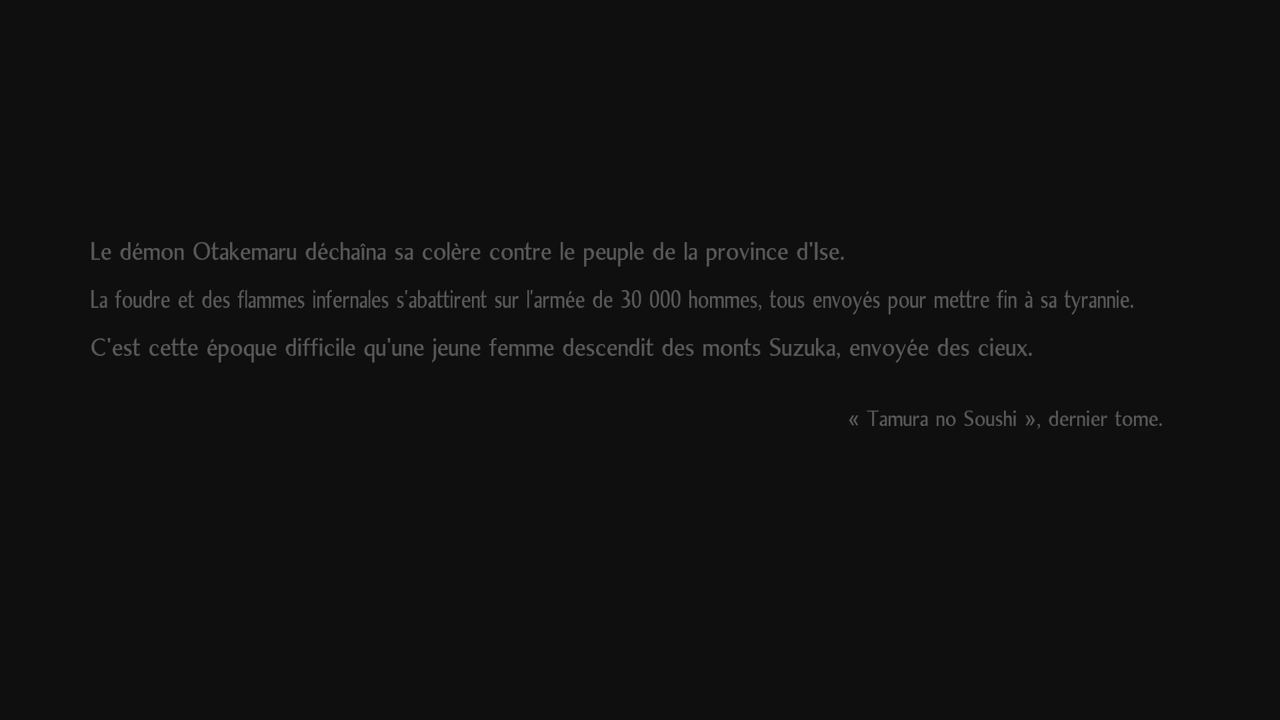 Le démon Otakemaru déchaîna sa colère contre le peuple de la province d'Ise.
La foudre et des flammes infernales s'abattirent sur l'armée de 30 000 hommes, tous envoyés pour mettre fin à sa tyrannie.
C'est cette époque difficile qu'une jeune femme descendit des monts Suzuka, envoyée des cieux.
« Tamura no Soushi », dernier tome.